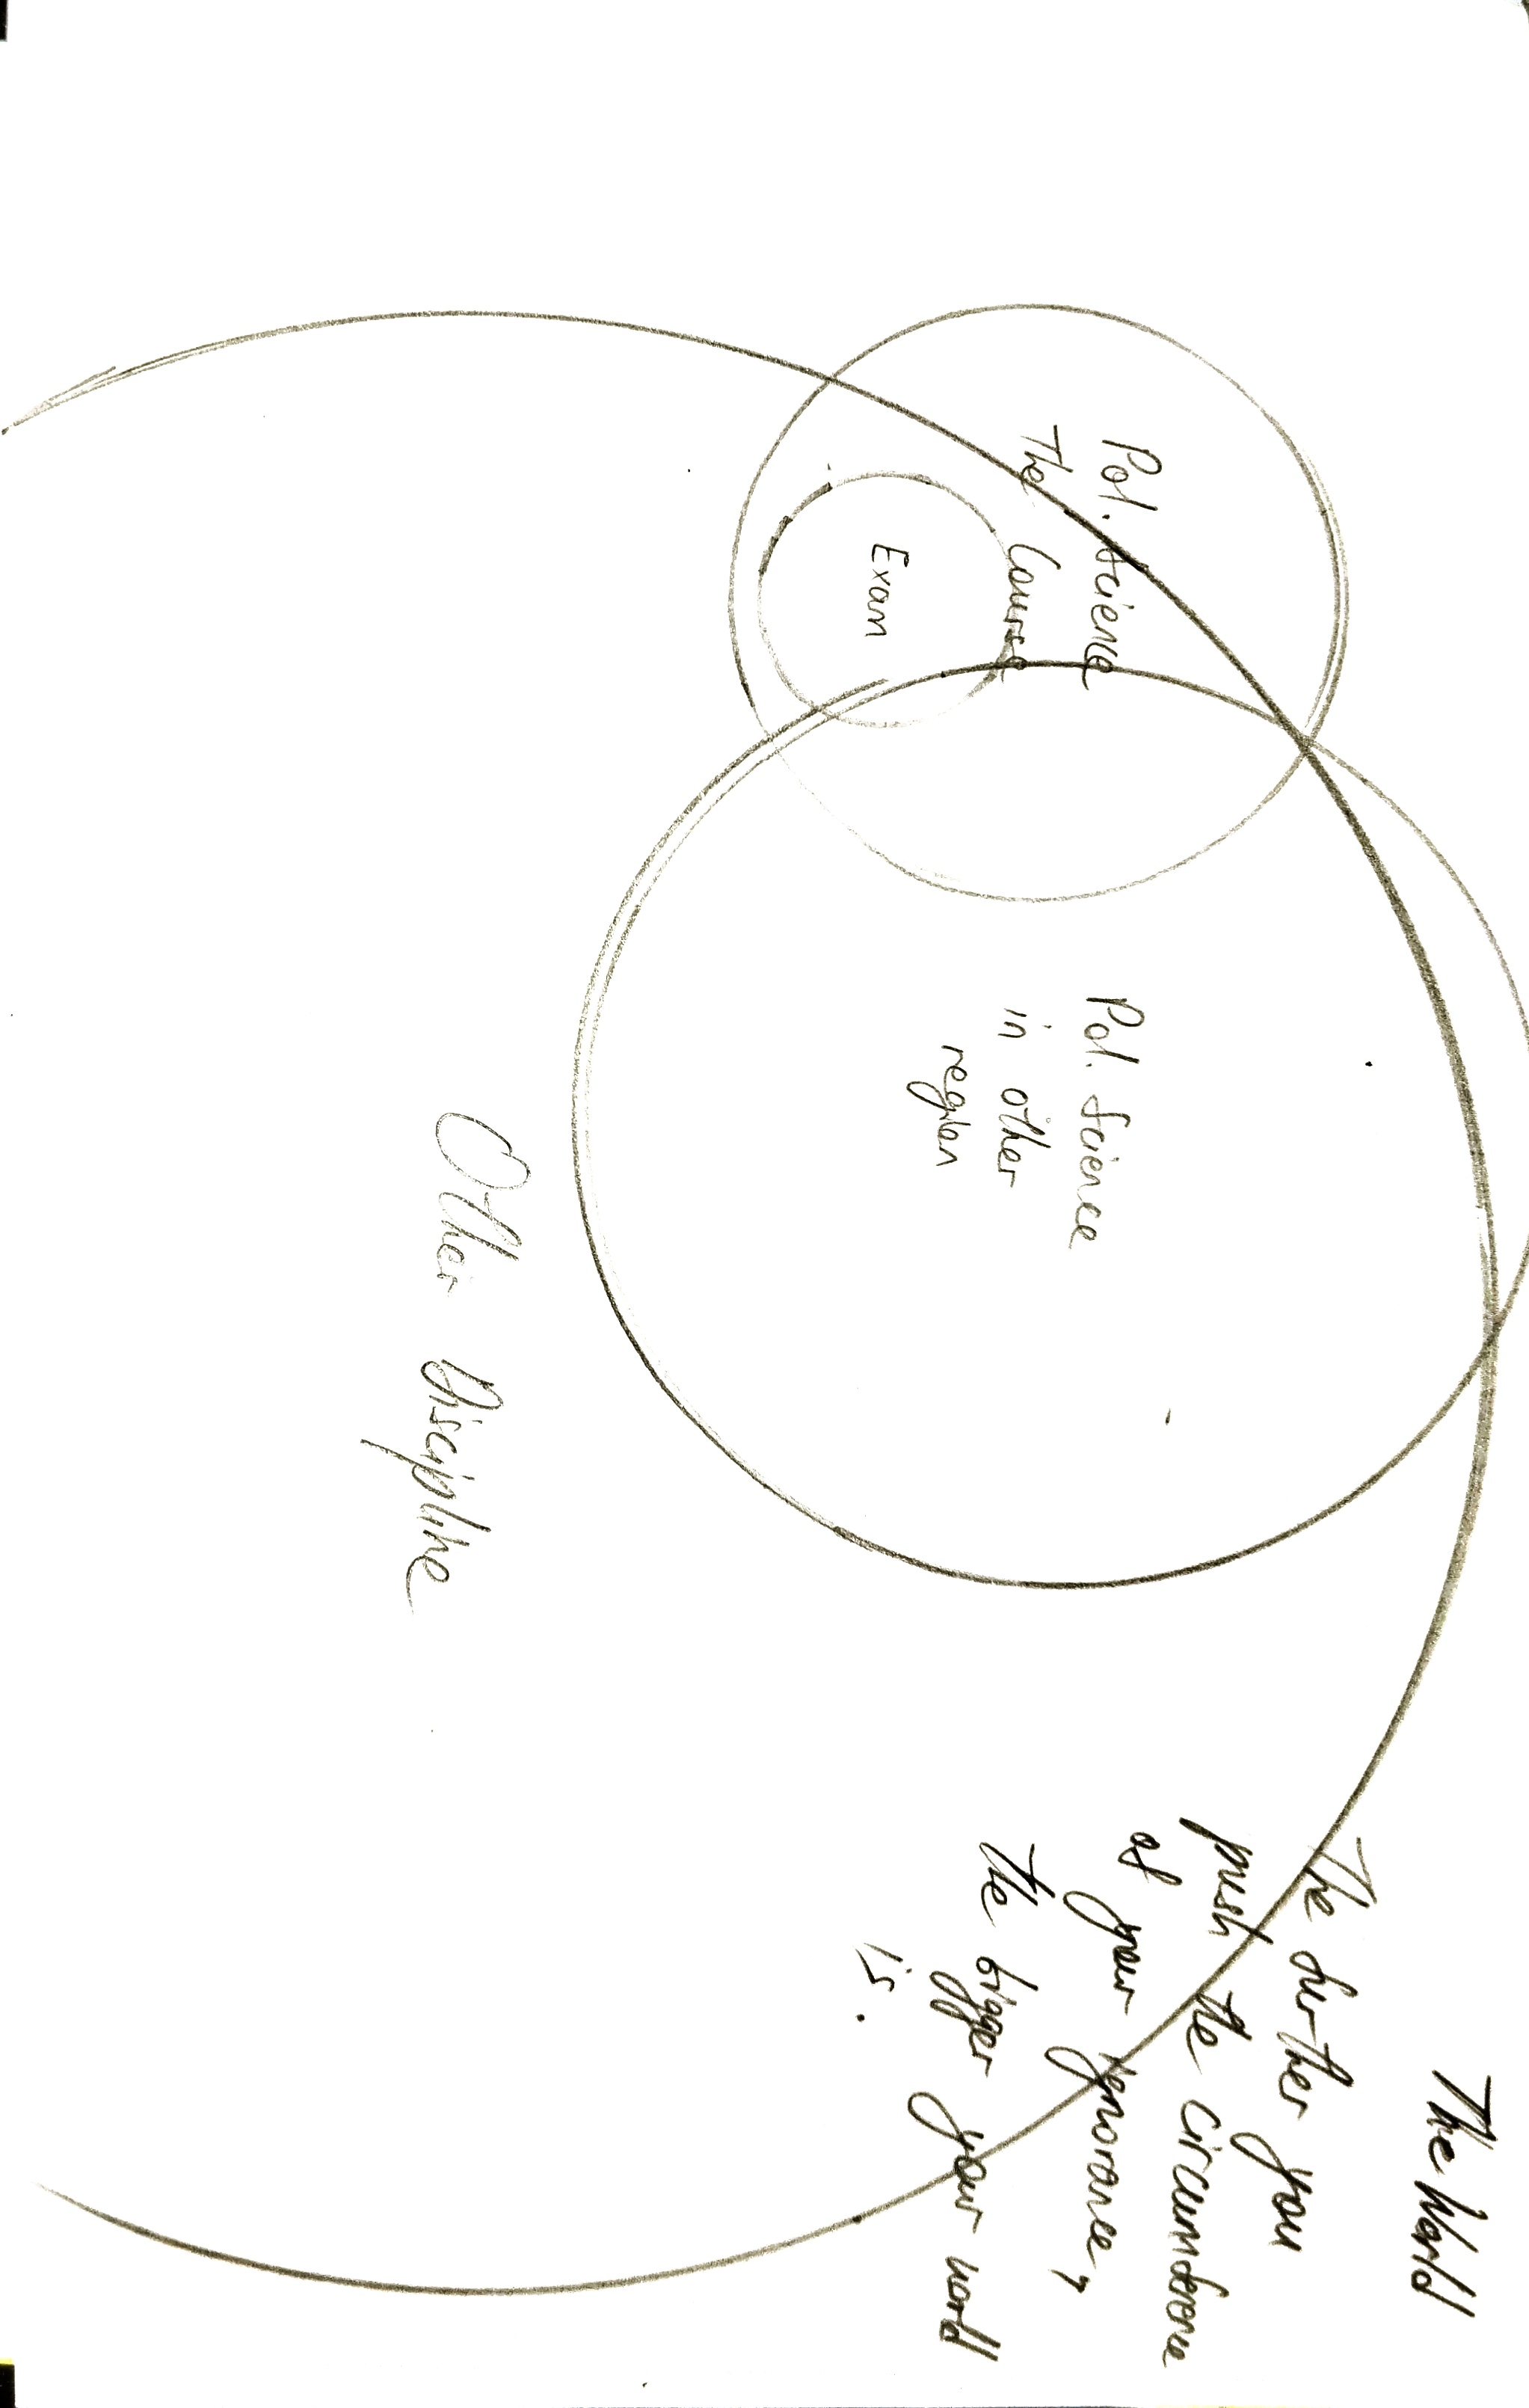 The World
The further you
push the circumference
of your ignorance,
the bigger your world
is.
Pol. Science
The Course
Exam
Pol. Science
in other
region
Other Discipline